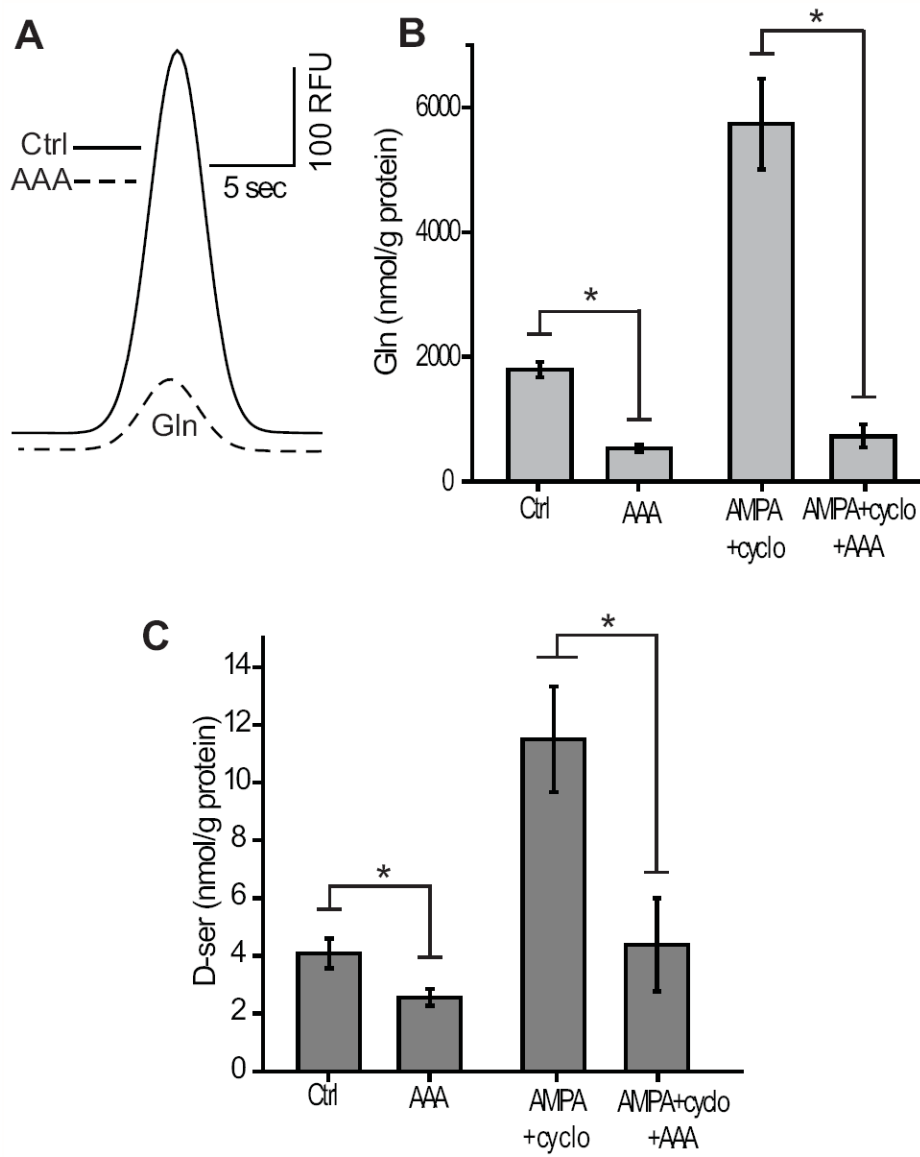 A
Ctrl
AAA
100 RFU
5 sec
Gln
B
*
*
Gln (nmol/g protein)
6000
4000
2000
0
Ctrl
AAA
AMPA
+cyclo
AMPA+cyclo
+AAA
C
*
*
D-ser (nmol/g protein)
14
12
10
8
6
4
2
0
Ctrl
AAA
AMPA
+cyclo
AMPA+cyclo
+AAA